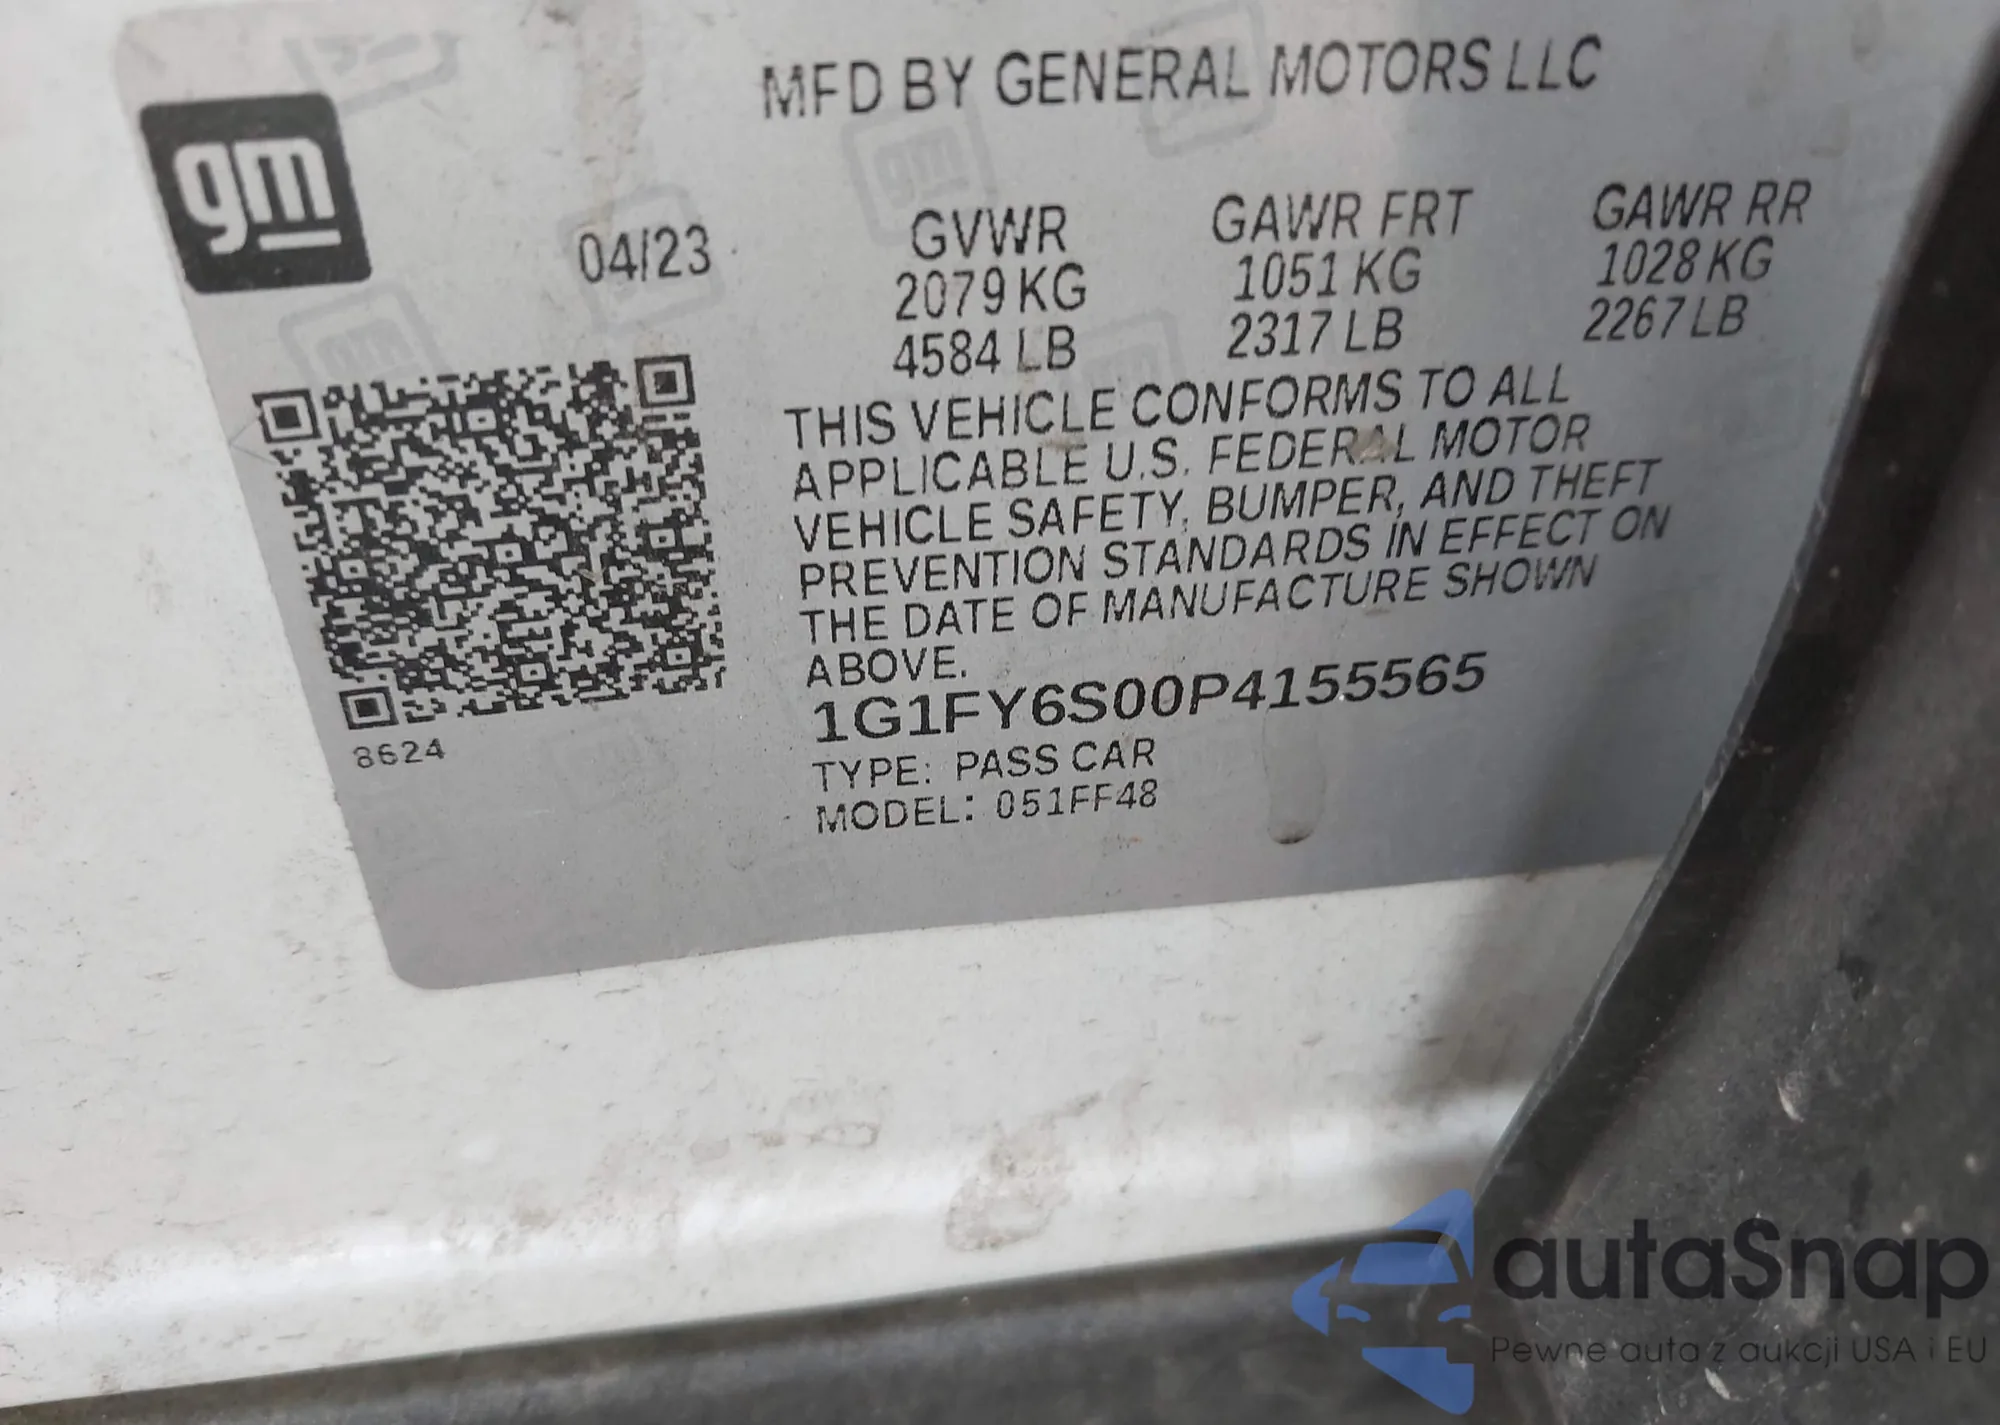 MFD BY GENERAL MOTORS LLC
gm
04/23
GVWR GAWR FRT GAWR RR
2079 KG 1051 KG 1028 KG
4584 LB 2317 LB 2267 LB
THIS VEHICLE CONFORMS TO ALL
APPLICABLE U.S. FEDERAL MOTOR
VEHICLE SAFETY, BUMPER, AND THEFT
PREVENTION STANDARDS IN EFFECT ON
THE DATE OF MANUFACTURE SHOWN
ABOVE.
1G1FY6S00P4155565
8624
TYPE: PASS CAR
MODEL: 051FF48
autaSnap
Pewne auta z aukcji USA i EU